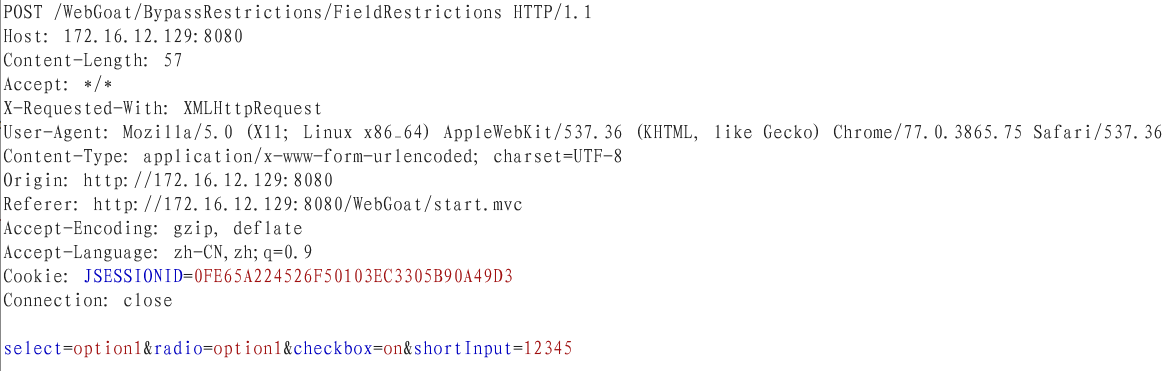 POST /WebGoat/BypassRestrictions/FieldRestrictions HTTP/1.1
Host: 172.16.12.129:8080
Content-Length: 57
Accept: */*
X-Requested-With: XMLHttpRequest
User-Agent: Mozilla/5.0 (X11; Linux x86_64) AppleWebKit/537.36 (KHTML, like Gecko) Chrome/77.0.3865.75 Safari/537.36
Content-Type: application/x-www-form-urlencoded; charset=UTF-8
Origin: http://172.16.12.129:8080
Referer: http://172.16.12.129:8080/WebGoat/start.mvc
Accept-Encoding: gzip, deflate
Accept-Language: zh-CN,zh;q=0.9
Cookie: JSESSIONID=0FE65A224526F50103EC3305B90A49D3
Connection: close
select=option1&radio=option1&checkbox=on&shortInput=12345